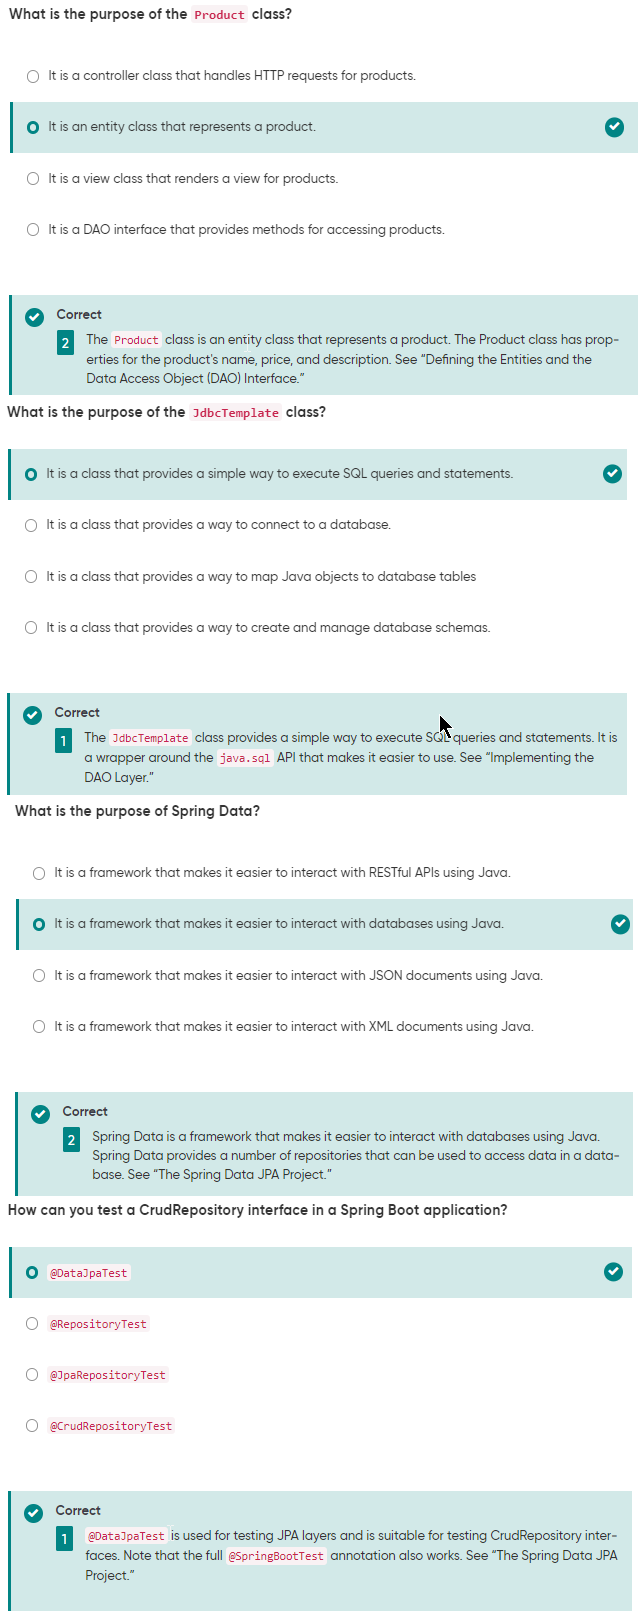 What is the purpose of the Product class?
It is a controller class that handles HTTP requests for products.
It is an entity class that represents a product.
It is a view class that renders a view for products.
It is a DAO interface that provides methods for accessing products.
Correct
2 The Product class is an entity class that represents a product. The Product class has prop-
erties for the product's name, price, and description. See “Defining the Entities and the
Data Access Object (DAO) Interface.”
What is the purpose of the JdbcTemplate class?
It is a class that provides a simple way to execute SQL queries and statements.
It is a class that provides a way to connect to a database.
It is a class that provides a way to map Java objects to database tables
It is a class that provides a way to create and manage database schemas.
Correct
1 The JdbcTemplate class provides a simple way to execute SQL queries and statements. It is
a wrapper around the java.sql API that makes it easier to use. See “Implementing the
DAO Layer.”
What is the purpose of Spring Data?
It is a framework that makes it easier to interact with RESTful APIs using Java.
It is a framework that makes it easier to interact with databases using Java.
It is a framework that makes it easier to interact with JSON documents using Java.
It is a framework that makes it easier to interact with XML documents using Java.
Correct
2 Spring Data is a framework that makes it easier to interact with databases using Java.
Spring Data provides a number of repositories that can be used to access data in a data-
base. See “The Spring Data JPA Project.”
How can you test a CrudRepository interface in a Spring Boot application?
@DataJpaTest
@RepositoryTest
@JpaRepositoryTest
@CrudRepositoryTest
Correct
1 @DataJpaTest is used for testing JPA layers and is suitable for testing CrudRepository inter-
faces. Note that the full @SpringBootTest annotation also works. See “The Spring Data JPA
Project.”